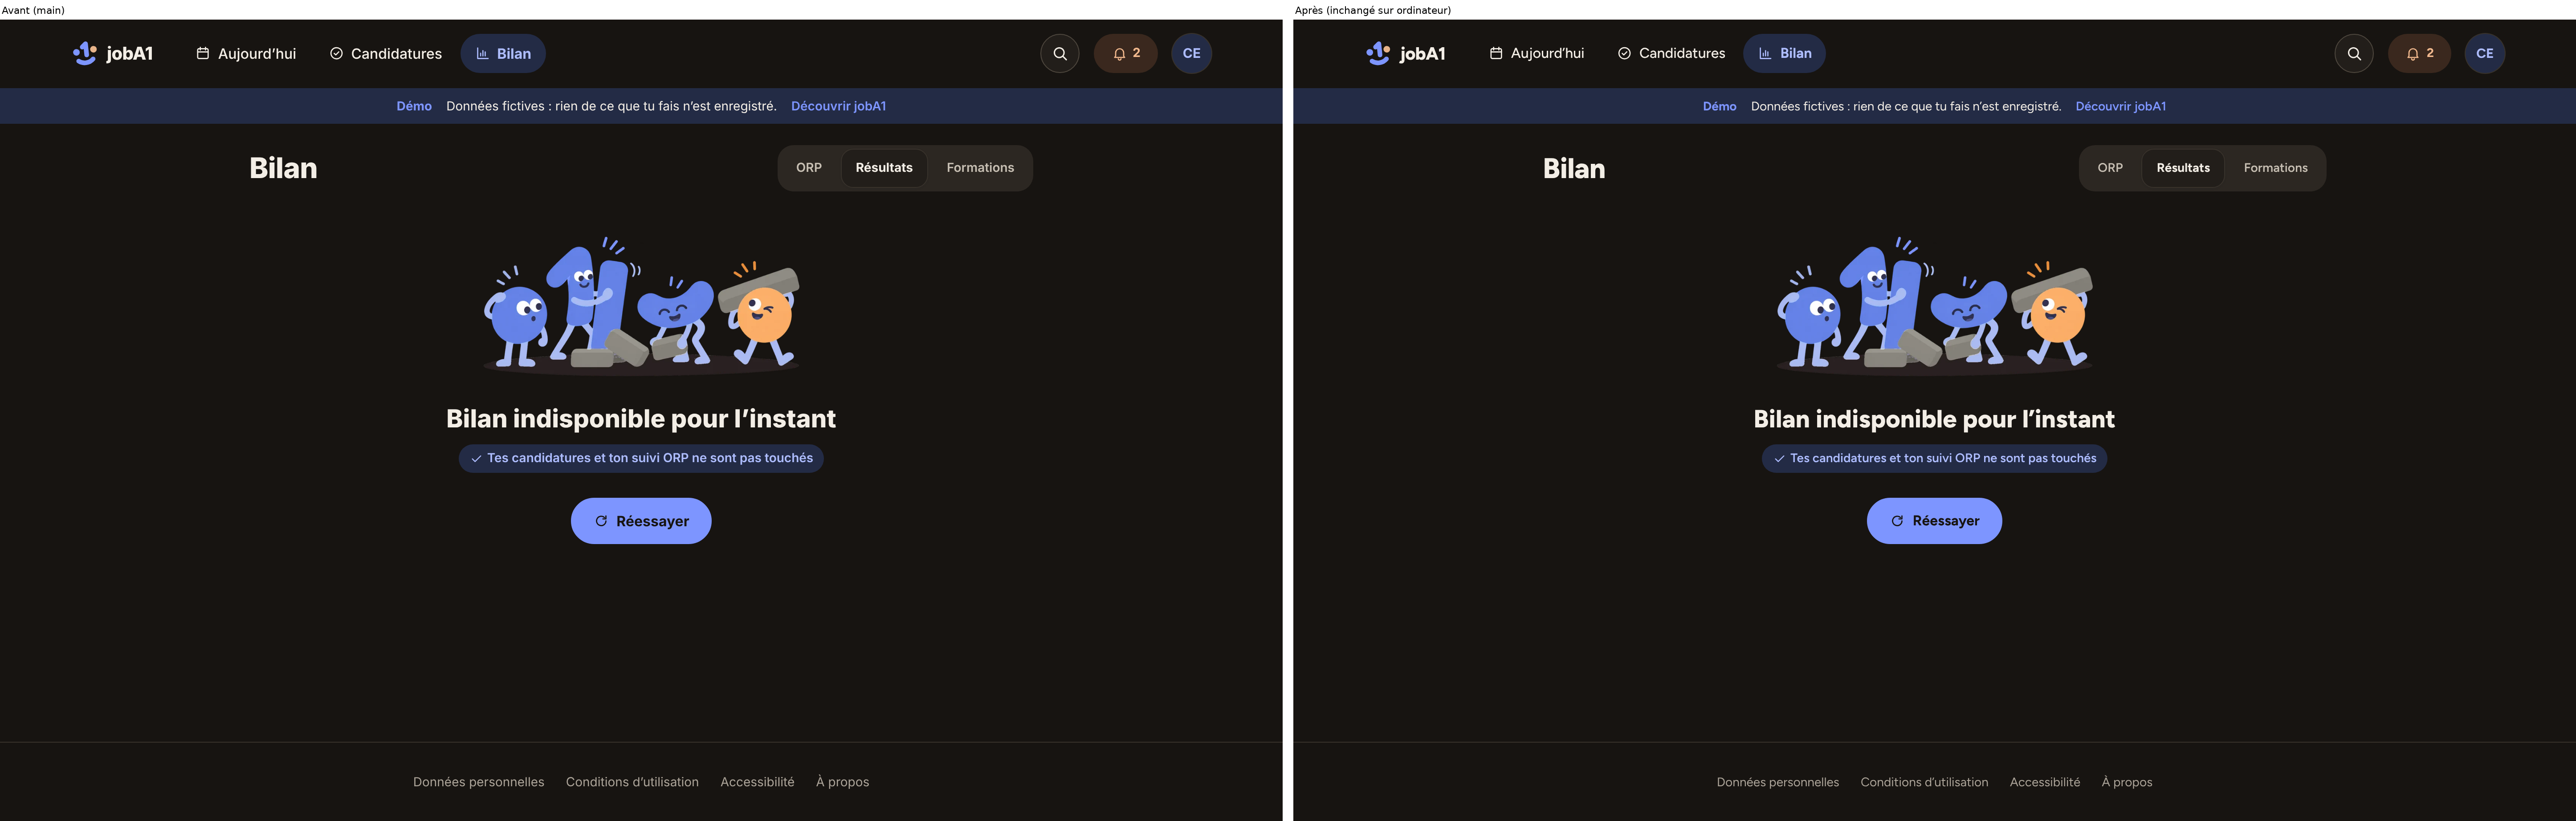 Avant (main)
jobA1 Aujourd’hui Candidatures Bilan 2 CE
Démo Données fictives : rien de ce que tu fais n’est enregistré. Découvrir jobA1
Bilan ORP Résultats Formations
Bilan indisponible pour l’instant
Tes candidatures et ton suivi ORP ne sont pas touchés
Réessayer
Données personnelles Conditions d’utilisation Accessibilité À propos
Après (inchangé sur ordinateur)
jobA1 Aujourd’hui Candidatures Bilan 2 CE
Démo Données fictives : rien de ce que tu fais n’est enregistré. Découvrir jobA1
Bilan ORP Résultats Formations
Bilan indisponible pour l’instant
Tes candidatures et ton suivi ORP ne sont pas touchés
Réessayer
Données personnelles Conditions d’utilisation Accessibilité À propos